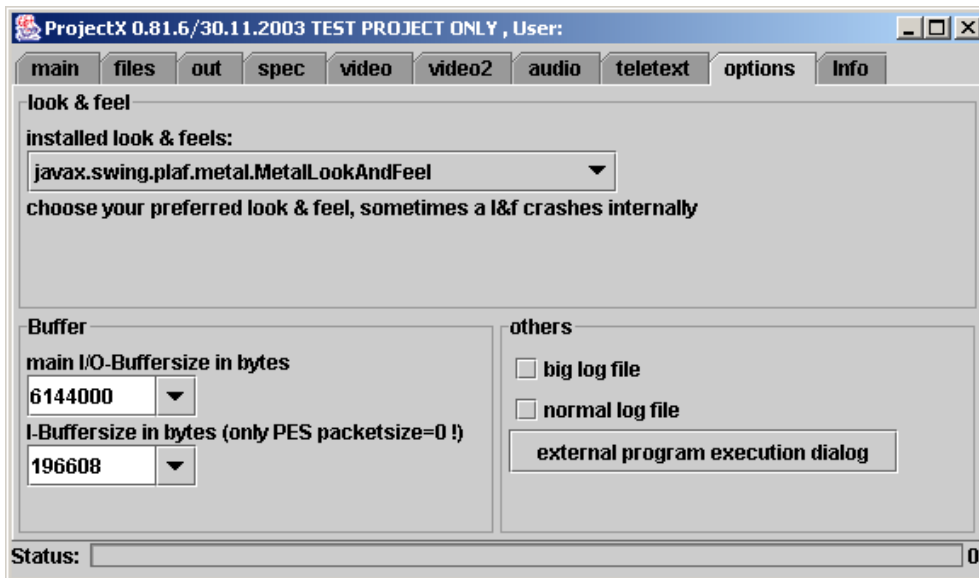 ProjectX 0.81.6/30.11.2003 TEST PROJECT ONLY , User:
main files out spec video video2 audio teletext options Info
look & feel
installed look & feels:
javax.swing.plaf.metal.MetalLookAndFeel
choose your preferred look & feel, sometimes a l&f crashes internally
Buffer
main I/O-Buffersize in bytes
6144000
I-Buffersize in bytes (only PES packetsize=0 !)
196608
others
big log file
normal log file
external program execution dialog
Status: 0